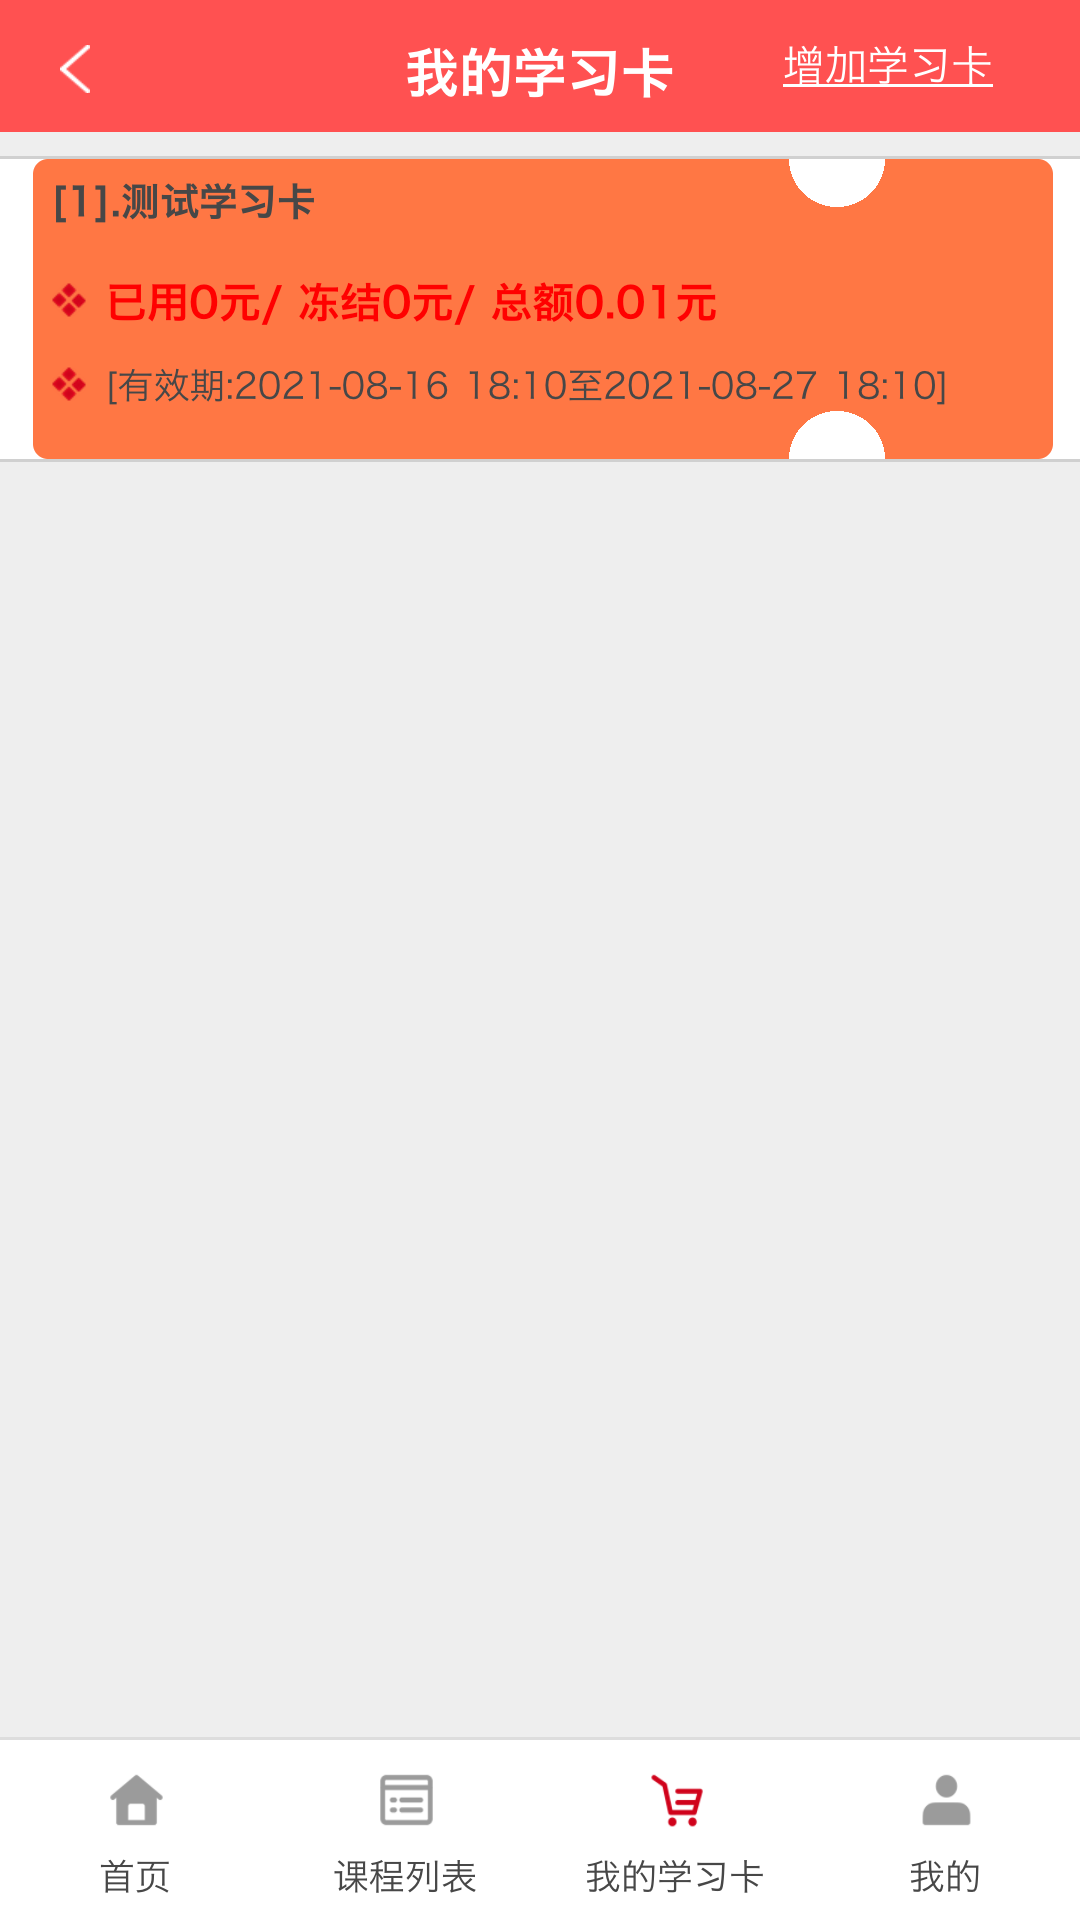 我的学习卡
增加学习卡
[1].测试学习卡
已用0元/ 冻结0元/ 总额0.01元
[有效期:2021-08-16 18:10至2021-08-27 18:10]
首页
课程列表
我的学习卡
我的